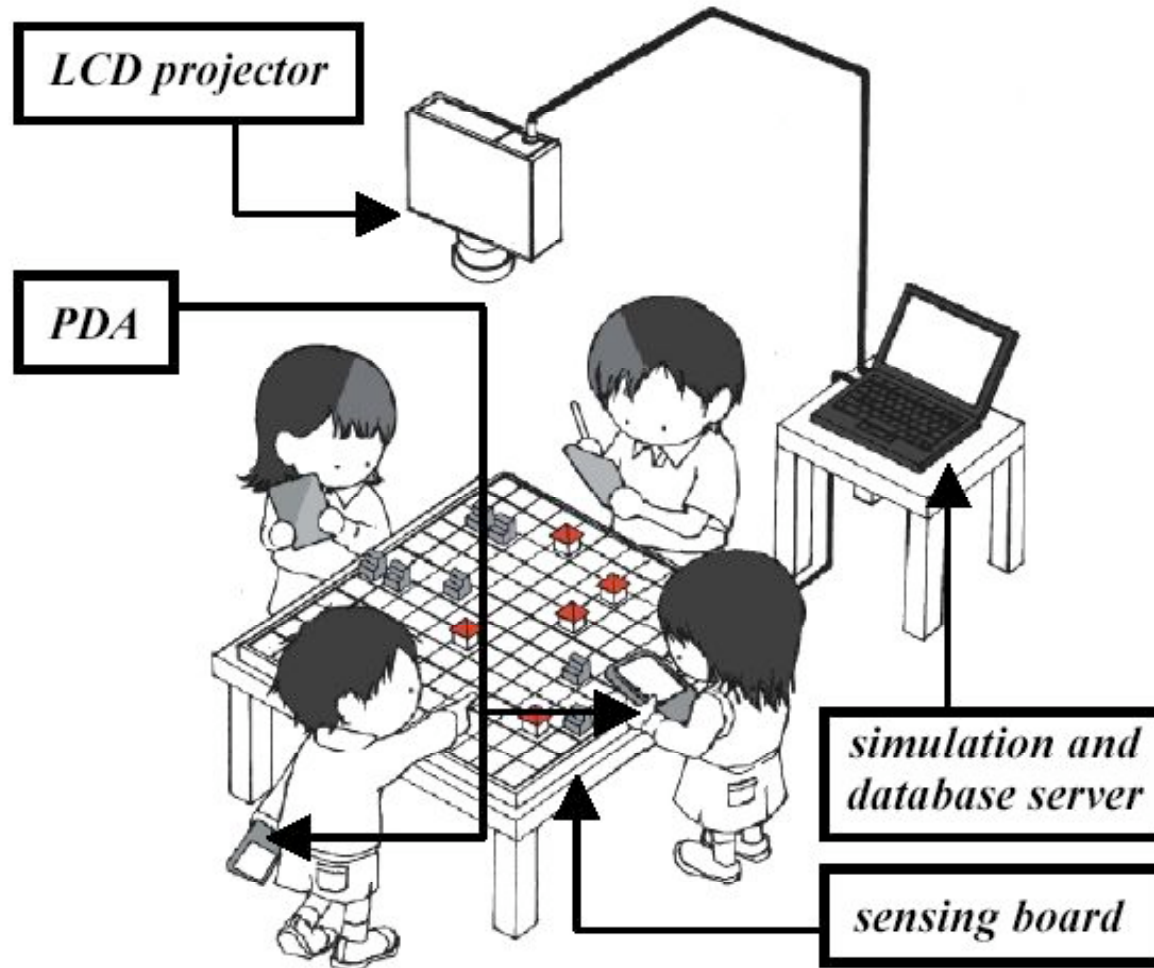 LCD projector
PDA
simulation and
database server
sensing board